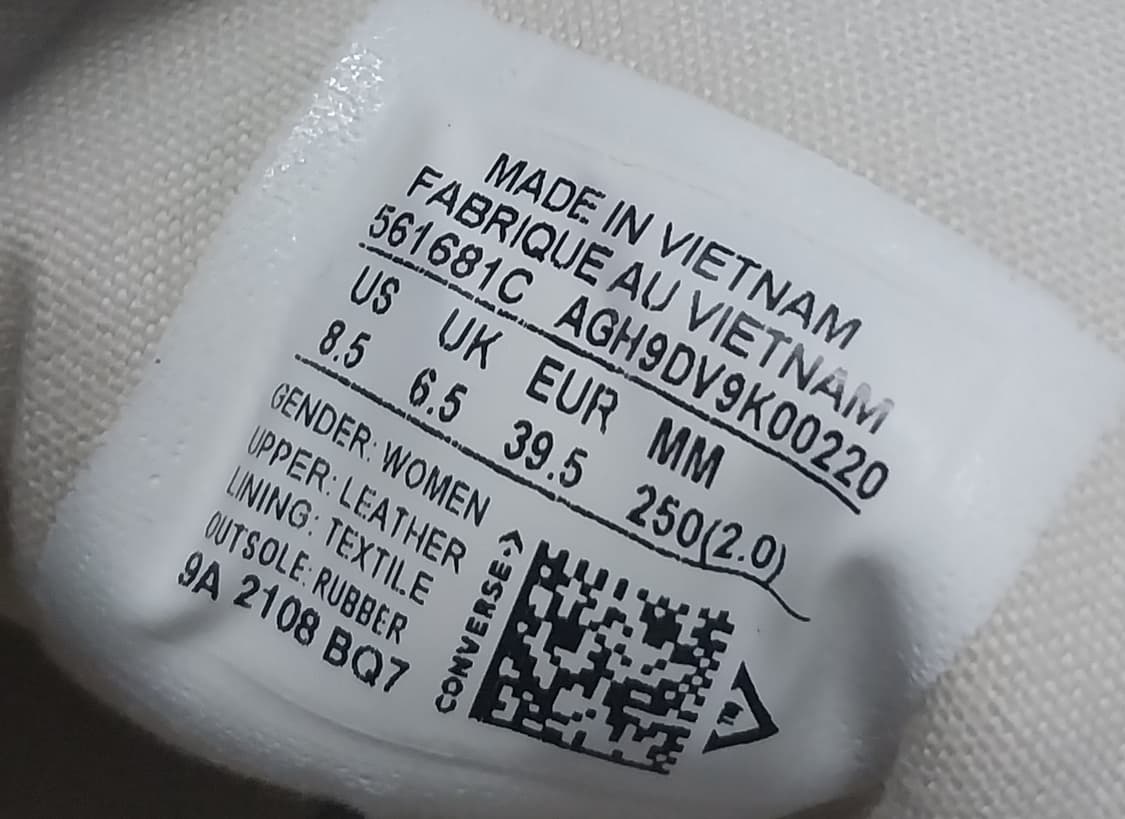 MADE IN VIETNAM
FABRIQUE AU VIETNAM
561681C AGH9DV9K00220
US UK EUR MM
8.5 6.5 39.5 250(2.0)
GENDER: WOMEN
UPPER: LEATHER
LINING: TEXTILE
OUTSOLE: RUBBER
9A 2108 BQ7
CONVERSE